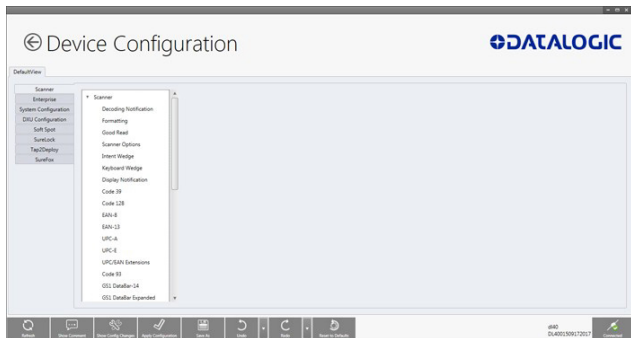 Device Configuration
DATALOGIC
DefaultView
Scanner
Enterprise
System Configuration
DXU Configuration
Soft Spot
SureLock
Tap2Deploy
SureFox
Scanner
Decoding Notification
Formatting
Good Read
Scanner Options
Intent Wedge
Keyboard Wedge
Display Notification
Code 39
Code 128
EAN-8
EAN-13
UPC-A
UPC-E
UPC/EAN Extensions
Code 93
GS1 DataBar-14
GS1 DataBar Expanded
Refresh
Show Comment
Show Config Changes
Apply Configuration
Save As
Undo
Redo
Reset to Defaults
dl40
DL4001509172017
Connected